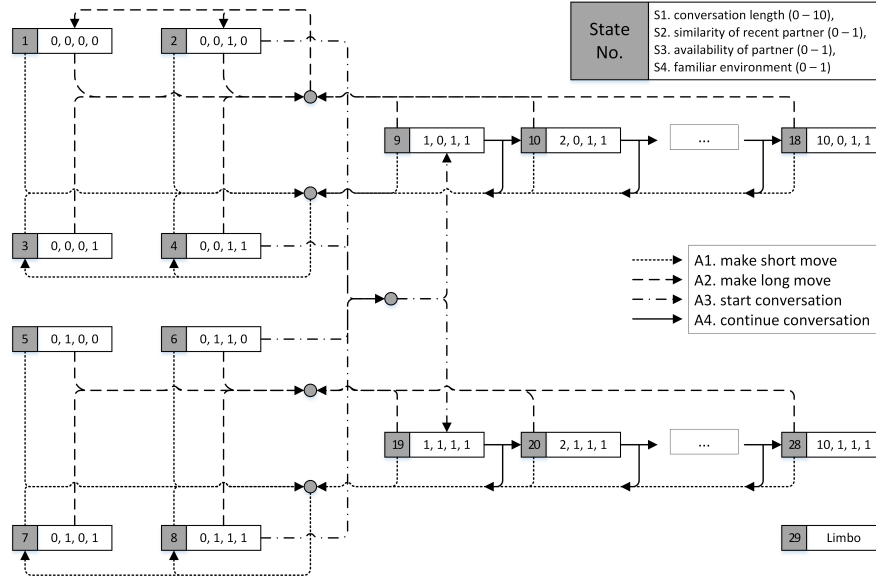 State
No.
S1. conversation length (0 – 10),
S2. similarity of recent partner (0 – 1),
S3. availability of partner (0 – 1),
S4. familiar environment (0 – 1)
1 0, 0, 0, 0
2 0, 0, 1, 0
9 1, 0, 1, 1
10 2, 0, 1, 1
...
18 10, 0, 1, 1
3 0, 0, 0, 1
4 0, 0, 1, 1
A1. make short move
A2. make long move
A3. start conversation
A4. continue conversation
5 0, 1, 0, 0
6 0, 1, 1, 0
19 1, 1, 1, 1
20 2, 1, 1, 1
...
28 10, 1, 1, 1
7 0, 1, 0, 1
8 0, 1, 1, 1
29 Limbo